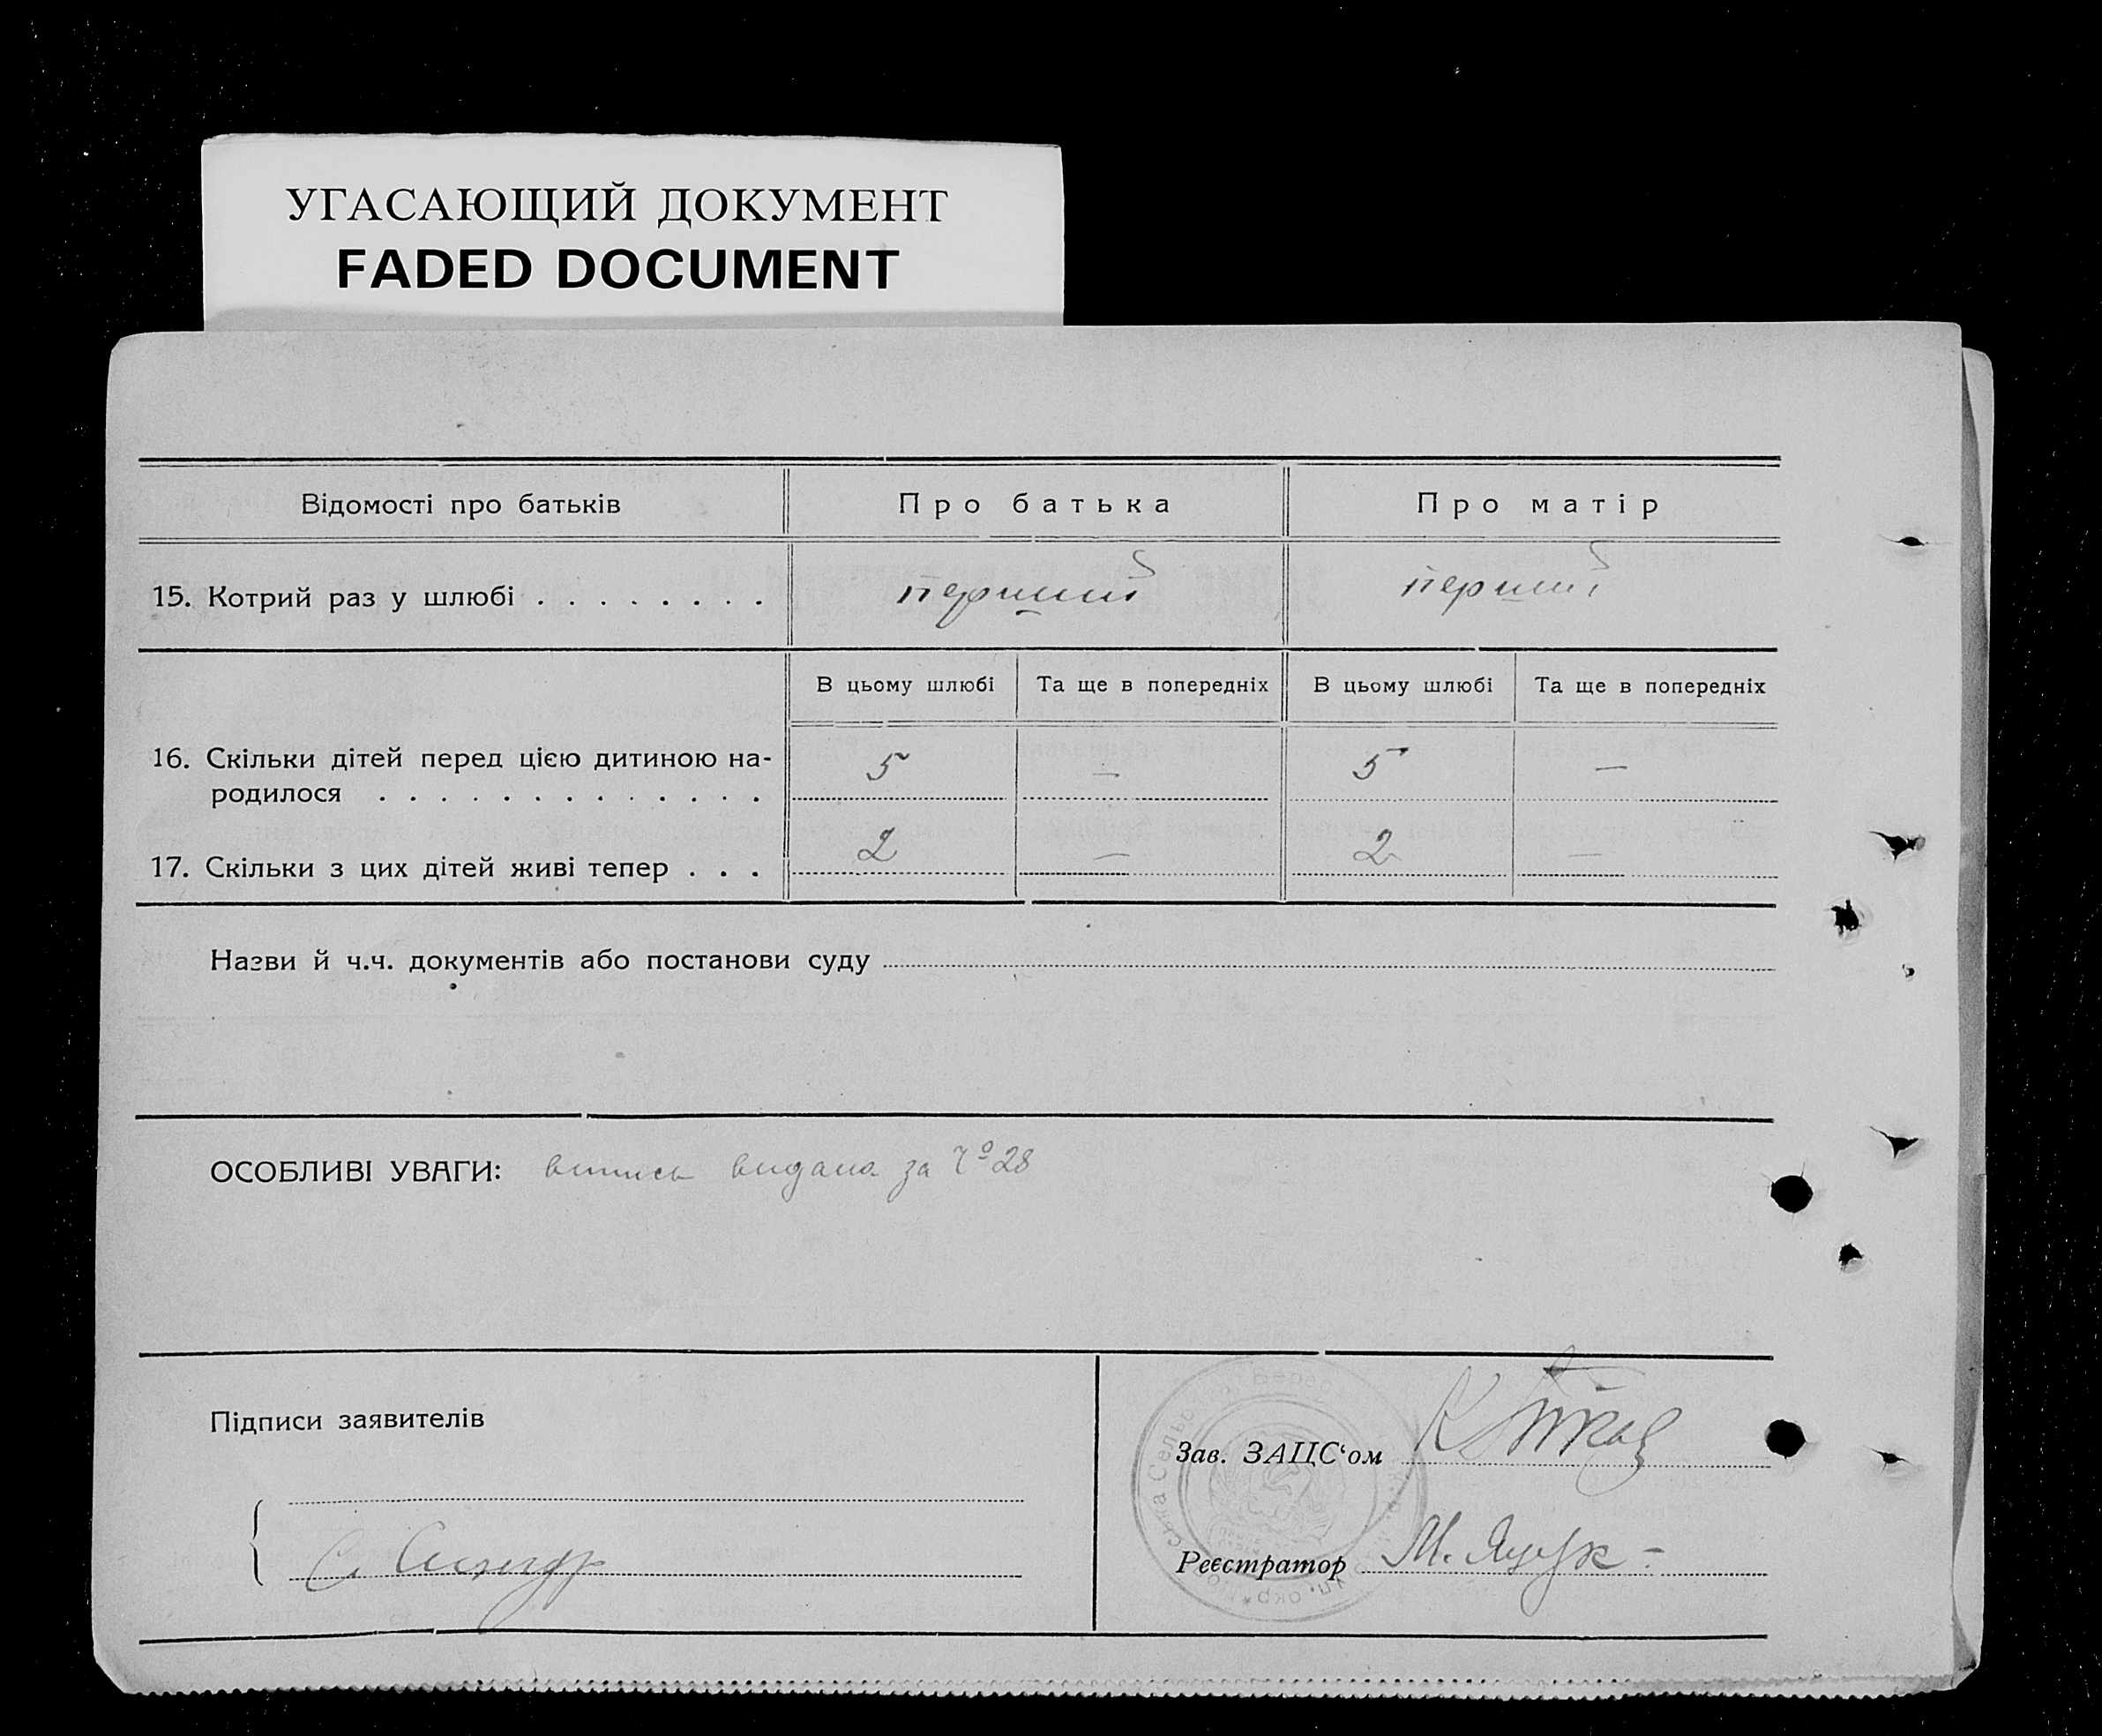 УГАСАЮЩИЙ ДОКУМЕНТ
FADED DOCUMENT
Відомості про батьків
Про батька
Про матір
15. Котрий раз у шлюбі . . . . . . . .
перший
перший
В цьому шлюбі
Та ще в попередніх
В цьому шлюбі
Та ще в попередніх
16. Скільки дітей перед цією дитиною на-
родилося . . . . . . . . . . . . . .
5
—
5
—
17. Скільки з цих дітей живі тепер . . .
2
—
2
—
Назви й ч.ч. документів або постанови суду
ОСОБЛИВІ УВАГИ: випись видана за Ч° 28
Підписи заявителів
Зав. ЗАЦС‘ом
Реєстратор М.